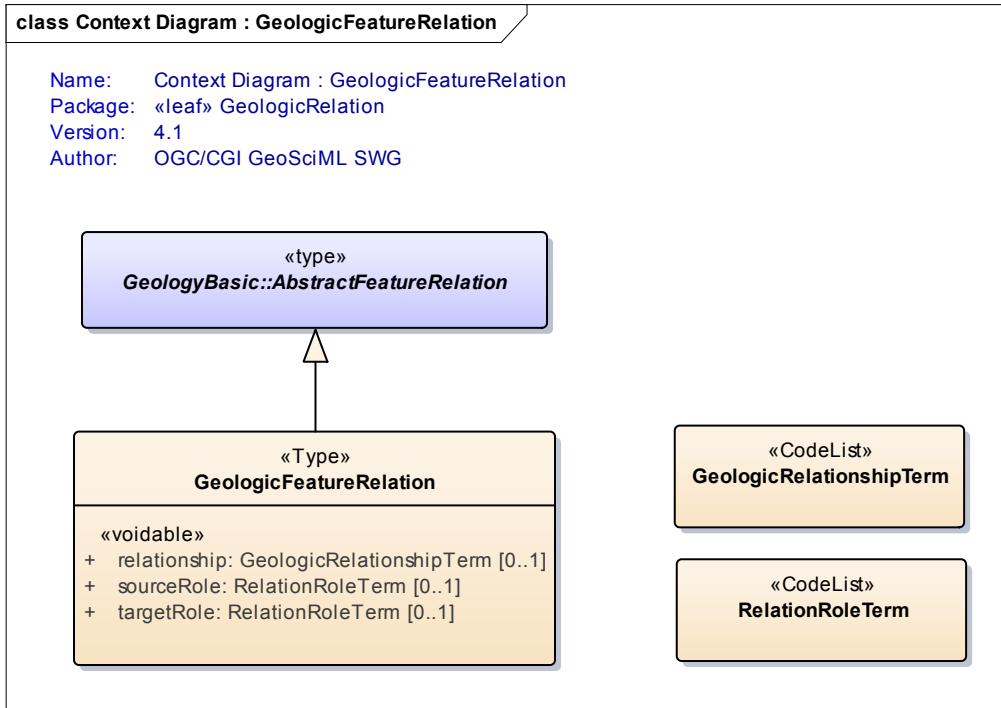 class Context Diagram : GeologicFeatureRelation
Name: Context Diagram : GeologicFeatureRelation
Package: «leaf» GeologicRelation
Version: 4.1
Author: OGC/CGI GeoSciML SWG
«type»
GeologyBasic::AbstractFeatureRelation
«Type»
GeologicFeatureRelation
«voidable»
+ relationship: GeologicRelationshipTerm [0..1]
+ sourceRole: RelationRoleTerm [0..1]
+ targetRole: RelationRoleTerm [0..1]
«CodeList»
GeologicRelationshipTerm
«CodeList»
RelationRoleTerm